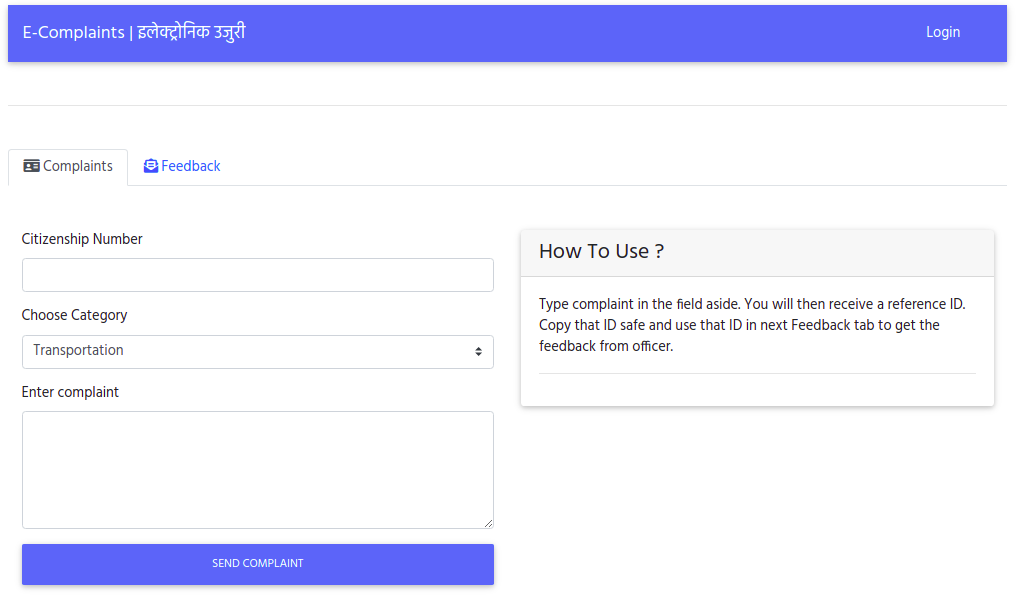 E-Complaints | इलेक्ट्रोनिक उजुरी
Login
Complaints
Feedback
Citizenship Number
Choose Category
Transportation
Enter complaint
SEND COMPLAINT
How To Use ?
Type complaint in the field aside. You will then receive a reference ID.
Copy that ID safe and use that ID in next Feedback tab to get the
feedback from officer.